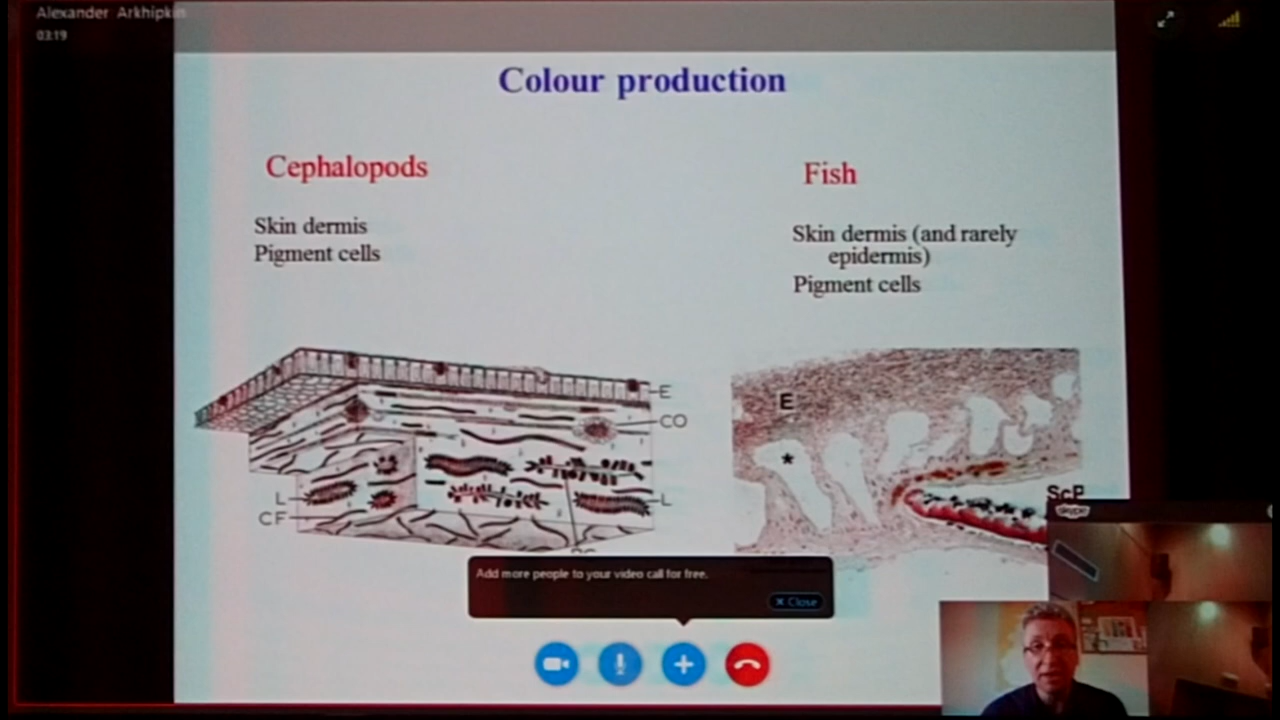 Alexander Arkhipkin
03:19
Colour production
Cephalopods
Skin dermis
Pigment cells
Fish
Skin dermis (and rarely
epidermis)
Pigment cells
E
CO
L
L
CF
E
ScP
skype
Add more people to your video call for free.
× Close